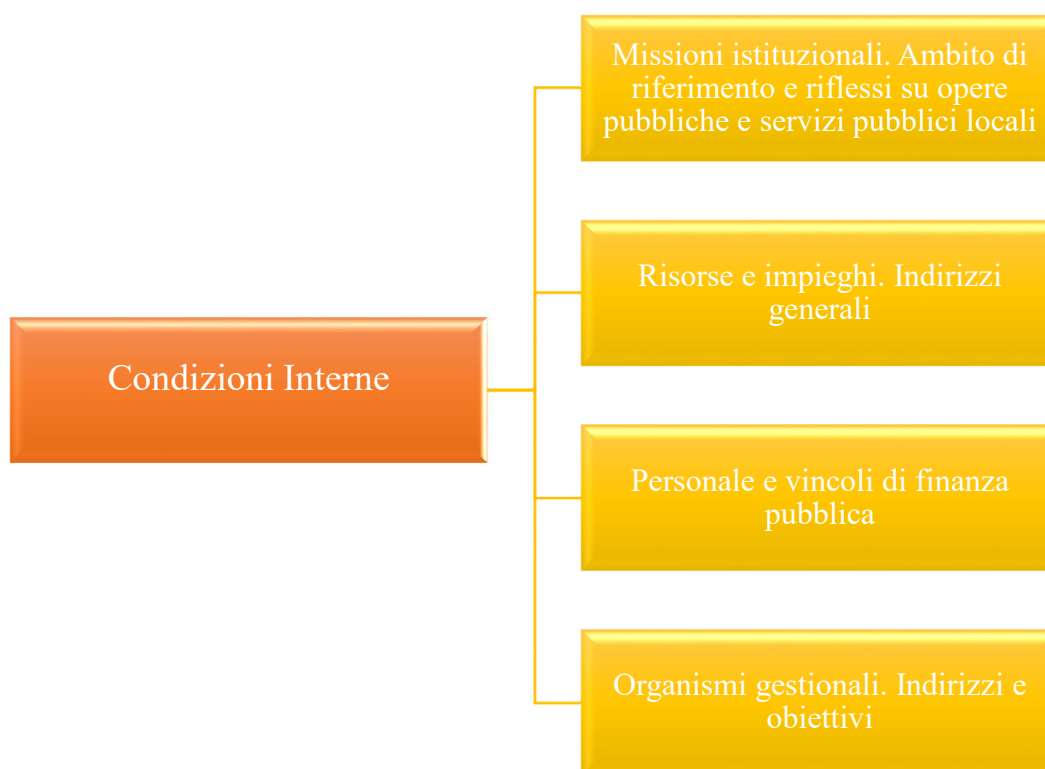 Missioni istituzionali. Ambito di
riferimento e riflessi su opere
pubbliche e servizi pubblici locali
Risorse e impieghi. Indirizzi
generali
Condizioni Interne
Personale e vincoli di finanza
pubblica
Organismi gestionali. Indirizzi e
obiettivi